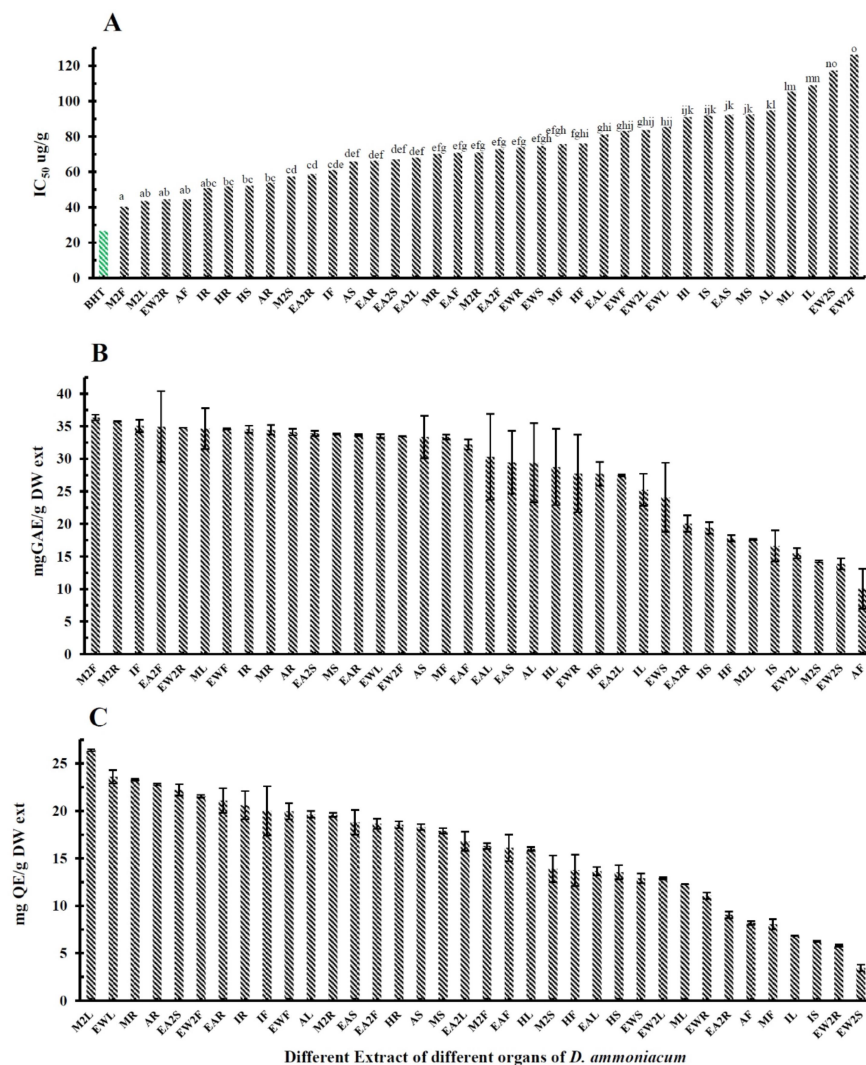 A
IC50 ug/g
120
100
80
60
40
20
0
a ab ab ab abc bc bc bc cd cd cde def def def def efg efg efg efg efg efgh efgh fghi ghi ghij ghij hij ijk ijk jk jk kl lm mn no o
BHT M2F M2L EW2R AF IR HR HS AR M2S EA2R IF AS EAR EA2S EA2L MR EAF M2R EA2F EWR EWS MF HF EAL EWF EW2L EWL HI IS EAS MS AL ML IL EW2S EW2F
B
mgGAE/g DW ext
40
35
30
25
20
15
10
5
0
M2F M2R IF EA2F EW2R ML EWF IR MR AR EA2S MS EAR EWL EW2F AS MF EAF EAL EAS AL HL EWR HS EA2L IL EWS EA2R HS HF M2L IS EW2L M2S EW2S AF
C
mg QE/g DW ext
25
20
15
10
5
0
M2L EWL MR AR EA2S EW2F EAR IR IF EWF AL M2R EAS EA2F HR AS MS EA2L M2F EAF HL M2S HF EAL HS EWS EW2L ML EWR EA2R AF MF IL IS EW2R EW2S
Different Extract of different organs of D. ammoniacum